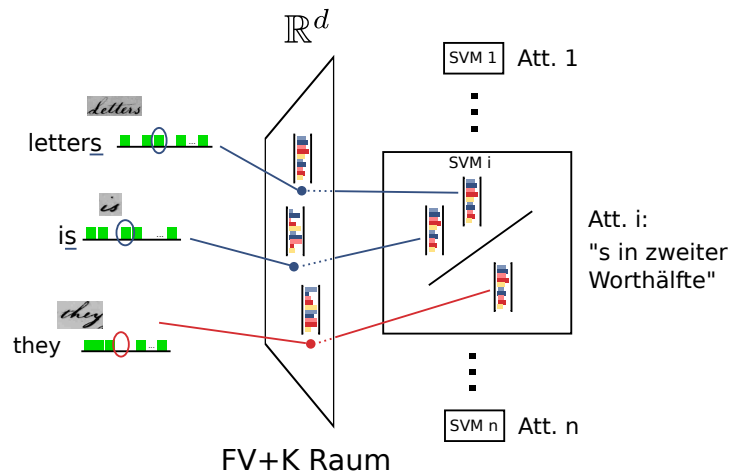 ℝᵈ
SVM 1
Att. 1
Letters
letters
SVM i
is
is
Att. i:
"s in zweiter
Worthälfte"
they
they
SVM n
Att. n
FV+K Raum